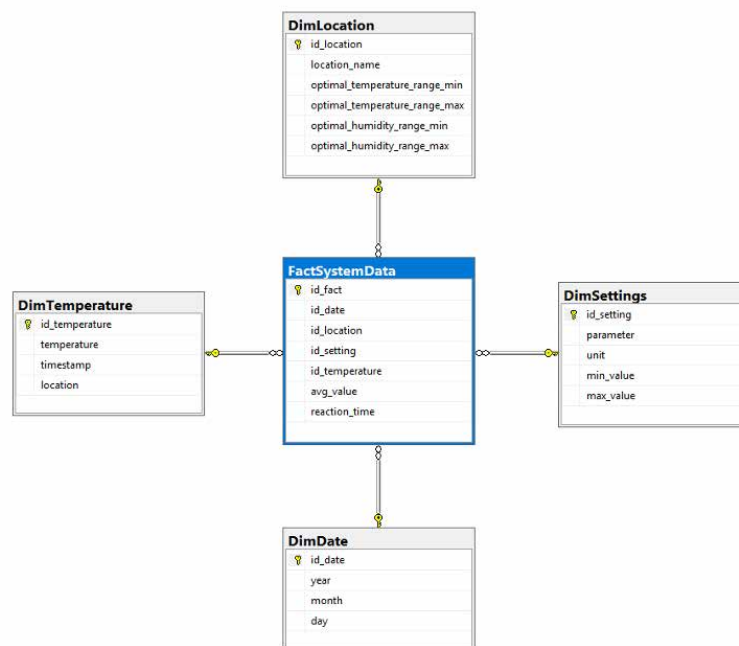 DimLocation
id_location
location_name
optimal_temperature_range_min
optimal_temperature_range_max
optimal_humidity_range_min
optimal_humidity_range_max
FactSystemData
id_fact
id_date
id_location
id_setting
id_temperature
avg_value
reaction_time
DimTemperature
id_temperature
temperature
timestamp
location
DimSettings
id_setting
parameter
unit
min_value
max_value
DimDate
id_date
year
month
day